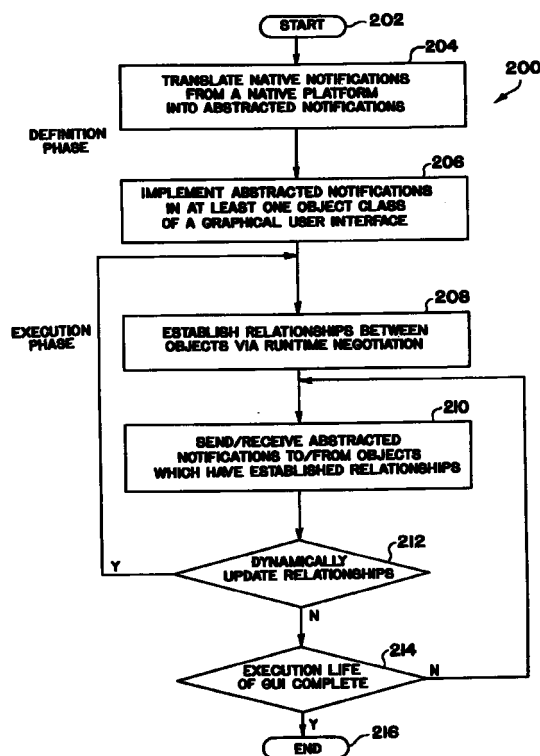 START
202
204
TRANSLATE NATIVE NOTIFICATIONS
FROM A NATIVE PLATFORM
INTO ABSTRACTED NOTIFICATIONS
200
DEFINITION
PHASE
206
IMPLEMENT ABSTRACTED NOTIFICATIONS
IN AT LEAST ONE OBJECT CLASS
OF A GRAPHICAL USER INTERFACE
EXECUTION
PHASE
208
ESTABLISH RELATIONSHIPS BETWEEN
OBJECTS VIA RUNTIME NEGOTIATION
210
SEND/RECEIVE ABSTRACTED
NOTIFICATIONS TO/FROM OBJECTS
WHICH HAVE ESTABLISHED RELATIONSHIPS
212
DYNAMICALLY
UPDATE RELATIONSHIPS
Y
N
214
EXECUTION LIFE
OF GUI COMPLETE
N
Y
END
216